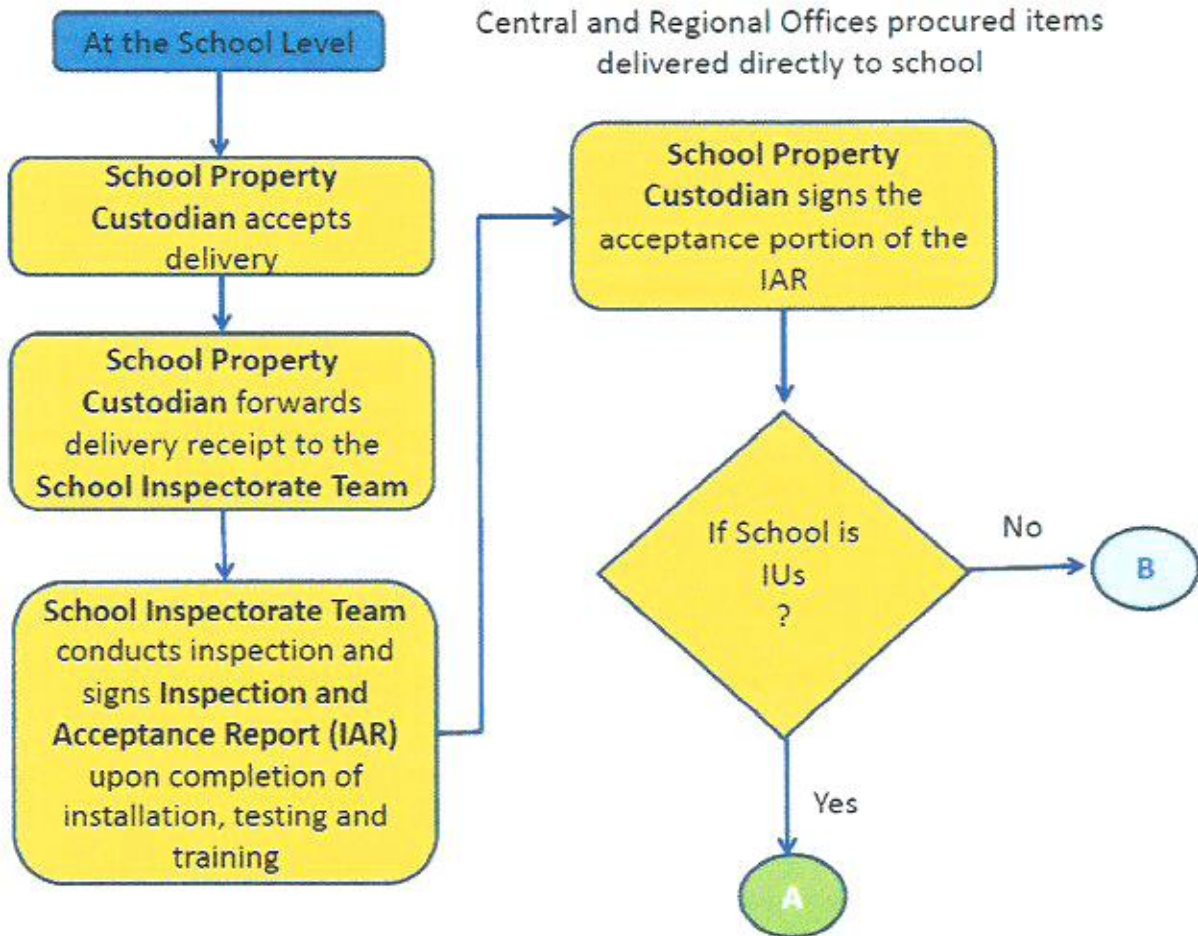 At the School Level
Central and Regional Offices procured items
delivered directly to school
School Property
Custodian accepts
delivery
School Property
Custodian forwards
delivery receipt to the
School Inspectorate Team
School Inspectorate Team
conducts inspection and
signs Inspection and
Acceptance Report (IAR)
upon completion of
installation, testing and
training
School Property
Custodian signs the
acceptance portion of the
IAR
If School is
IUs
?
No
B
Yes
A